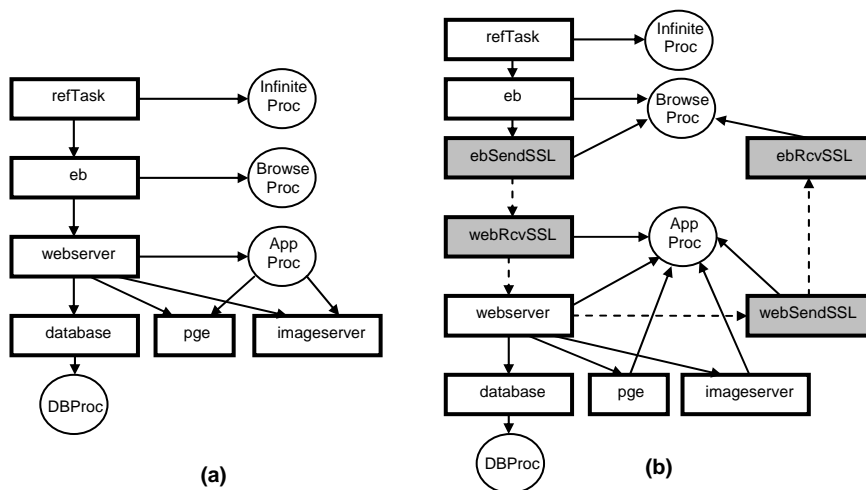 refTask
Infinite
Proc
eb
Browse
Proc
webserver
App
Proc
database
pge
imageserver
DBProc
(a)
refTask
Infinite
Proc
eb
Browse
Proc
ebSendSSL
ebRcvSSL
webRcvSSL
App
Proc
webserver
webSendSSL
database
pge
imageserver
DBProc
(b)